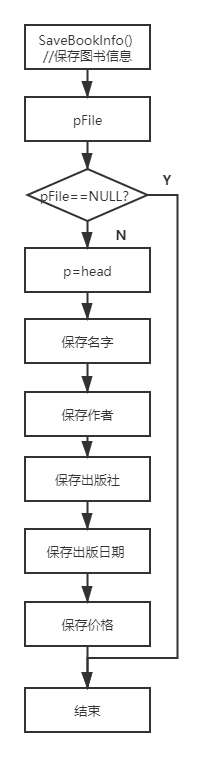 SaveBookInfo()
//保存图书信息
pFile
pFile==NULL?
Y
N
p=head
保存名字
保存作者
保存出版社
保存出版日期
保存价格
结束